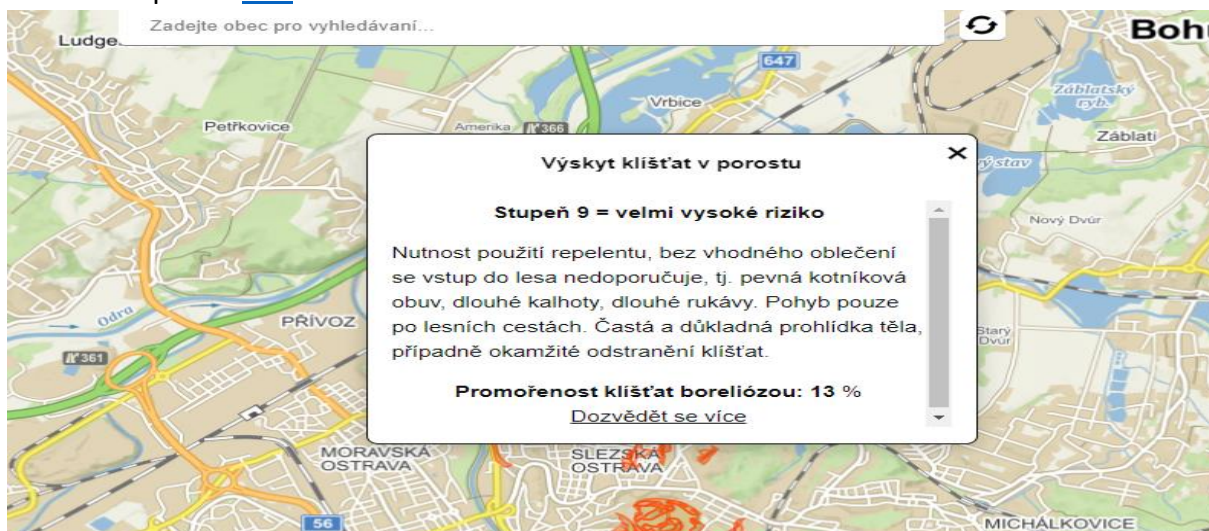 Zadejte obec pro vyhledávaní...
Ludge
Boh
647
Záblatský
ryb.
Vrbice
Petřkovice
Amerika
366
Záblatí
Výskyt klíšťat v porostu
×
stav
Stupeň 9 = velmi vysoké riziko
Nový Dvůr
Nutnost použití repelentu, bez vhodného oblečení
se vstup do lesa nedoporučuje, tj. pevná kotníková
obuv, dlouhé kalhoty, dlouhé rukávy. Pohyb pouze
po lesních cestách. Častá a důkladná prohlídka těla,
případně okamžité odstranění klíšťat.
Odra
PŘÍVOZ
Starý
Dvůr
361
Promořenost klíšťat boreliózou: 13 %
Dozvědět se více
MORAVSKÁ
OSTRAVA
SLEZSKÁ
OSTRAVA
56
MICHÁLKOVICE